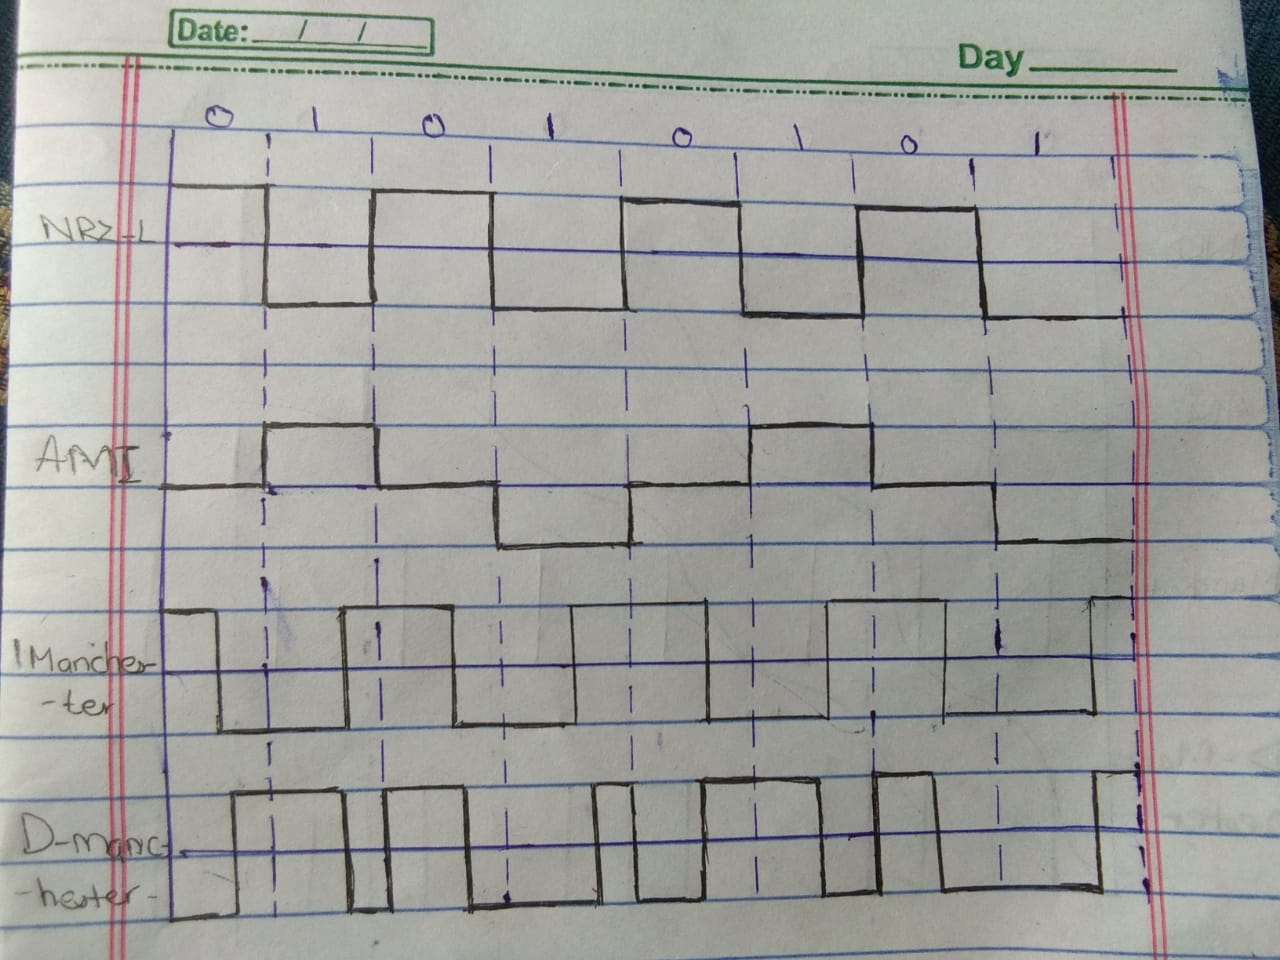 Date: / /
Day
0 1 0 1 0 1 0 1
NRZ-L
AMI
Manches-
-ter
D-manc-
-hester-